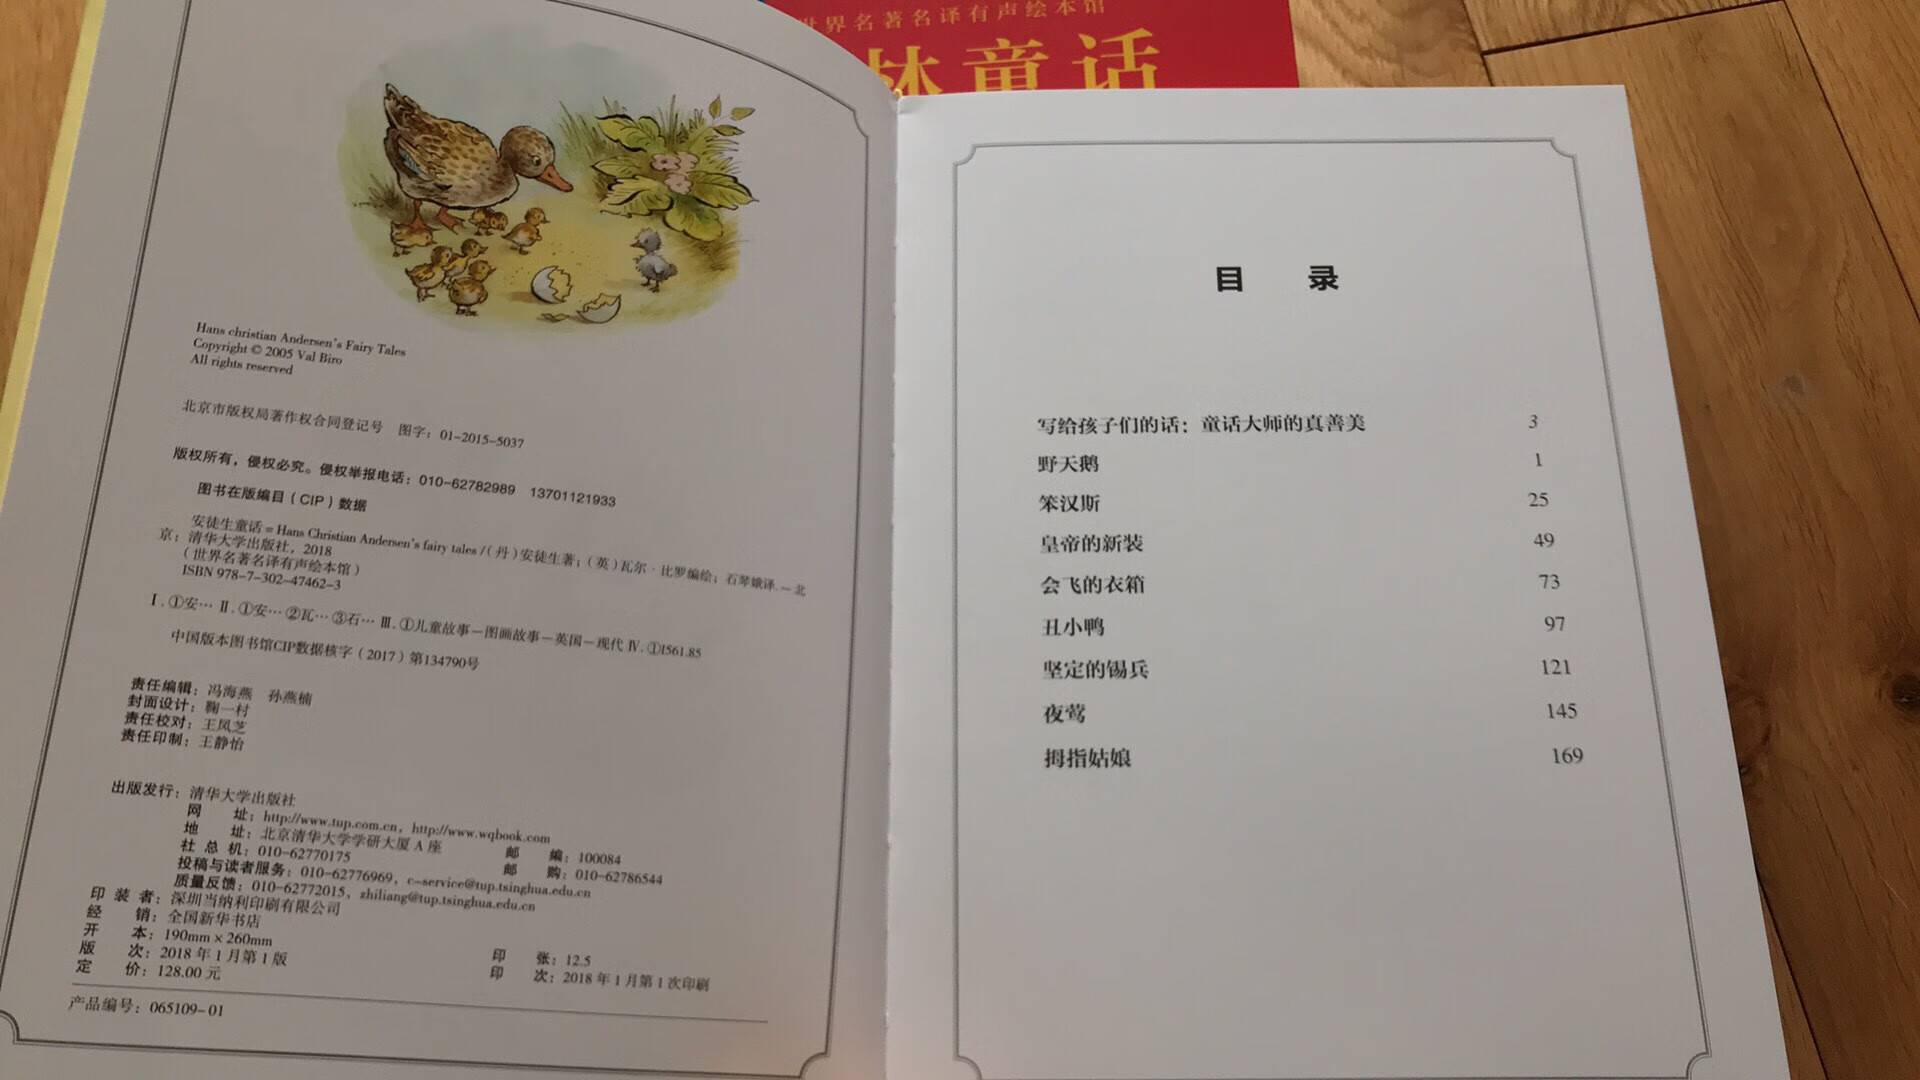 世界名著名译有声绘本馆
林童话
Hans christian Andersen's Fairy Tales
Copyright © 2005 Val Biro
All rights reserved
北京市版权局著作权合同登记号 图字：01-2015-5037
版权所有，侵权必究。侵权举报电话：010-62782989 13701121933
图书在版编目（CIP）数据
安徒生童话 = Hans Christian Andersen's fairy tales /（丹）安徒生著；（英）瓦尔·比罗编绘；石琴娥译. — 北
京：清华大学出版社，2018
（世界名著名译有声绘本馆）
ISBN 978-7-302-47462-3
Ⅰ. ①安… Ⅱ. ①安… ②瓦… ③石… Ⅲ. ①儿童故事－图画故事－英国－现代 Ⅳ. ①I561.85
中国版本图书馆CIP数据核字（2017）第134790号
责任编辑：冯海燕 孙燕楠
封面设计：鞠一村
责任校对：王凤芝
责任印制：王静怡
出版发行：清华大学出版社
网 址：http://www.tup.com.cn，http://www.wqbook.com
地 址：北京清华大学学研大厦 A 座 邮 编：100084
社 总 机：010-62770175 邮 购：010-62786544
投稿与读者服务：010-62776969，c-service@tup.tsinghua.edu.cn
质量反馈：010-62772015，zhiliang@tup.tsinghua.edu.cn
印 装 者：深圳当纳利印刷有限公司
经 销：全国新华书店
开 本：190mm × 260mm 印 张：12.5
版 次：2018 年 1 月第 1 版 印 次：2018 年 1 月第 1 次印刷
定 价：128.00 元
产品编号：065109-01
目 录
写给孩子们的话：童话大师的真善美 3
野天鹅 1
笨汉斯 25
皇帝的新装 49
会飞的衣箱 73
丑小鸭 97
坚定的锡兵 121
夜莺 145
拇指姑娘 169